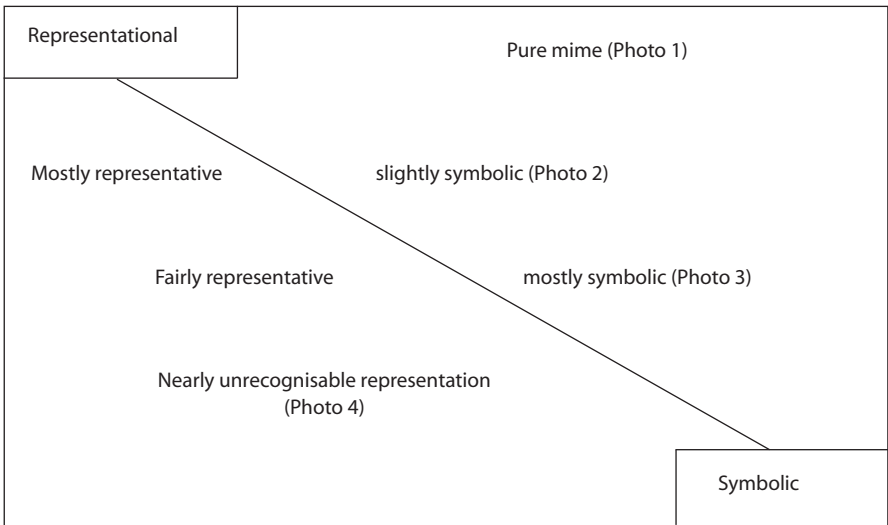 Representational
Pure mime (Photo 1)
Mostly representative
slightly symbolic (Photo 2)
Fairly representative
mostly symbolic (Photo 3)
Nearly unrecognisable representation
(Photo 4)
Symbolic